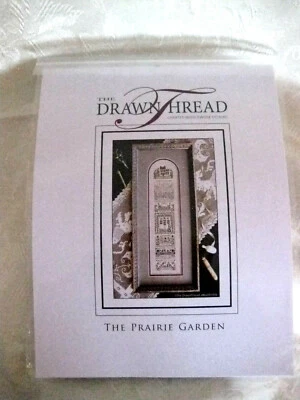 THE
DRAWN THREAD
THE PRAIRIE GARDEN